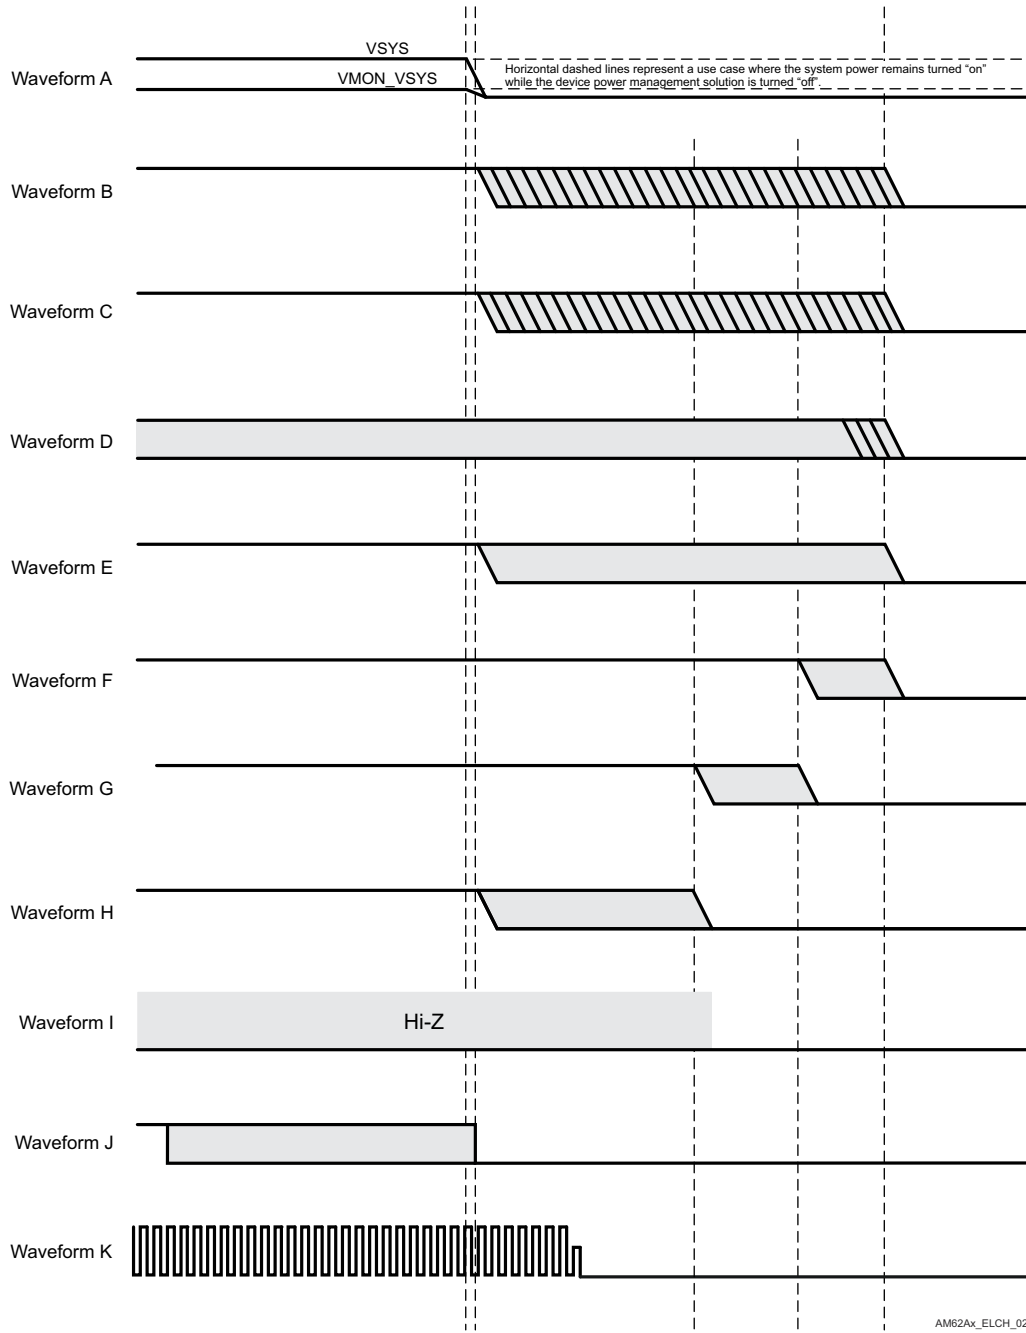 VSYS
Waveform A
VMON_VSYS
Horizontal dashed lines represent a use case where the system power remains turned “on”
while the device power management solution is turned “off”.
Waveform B
Waveform C
Waveform D
Waveform E
Waveform F
Waveform G
Waveform H
Waveform I
Hi-Z
Waveform J
Waveform K
AM62Ax_ELCH_02